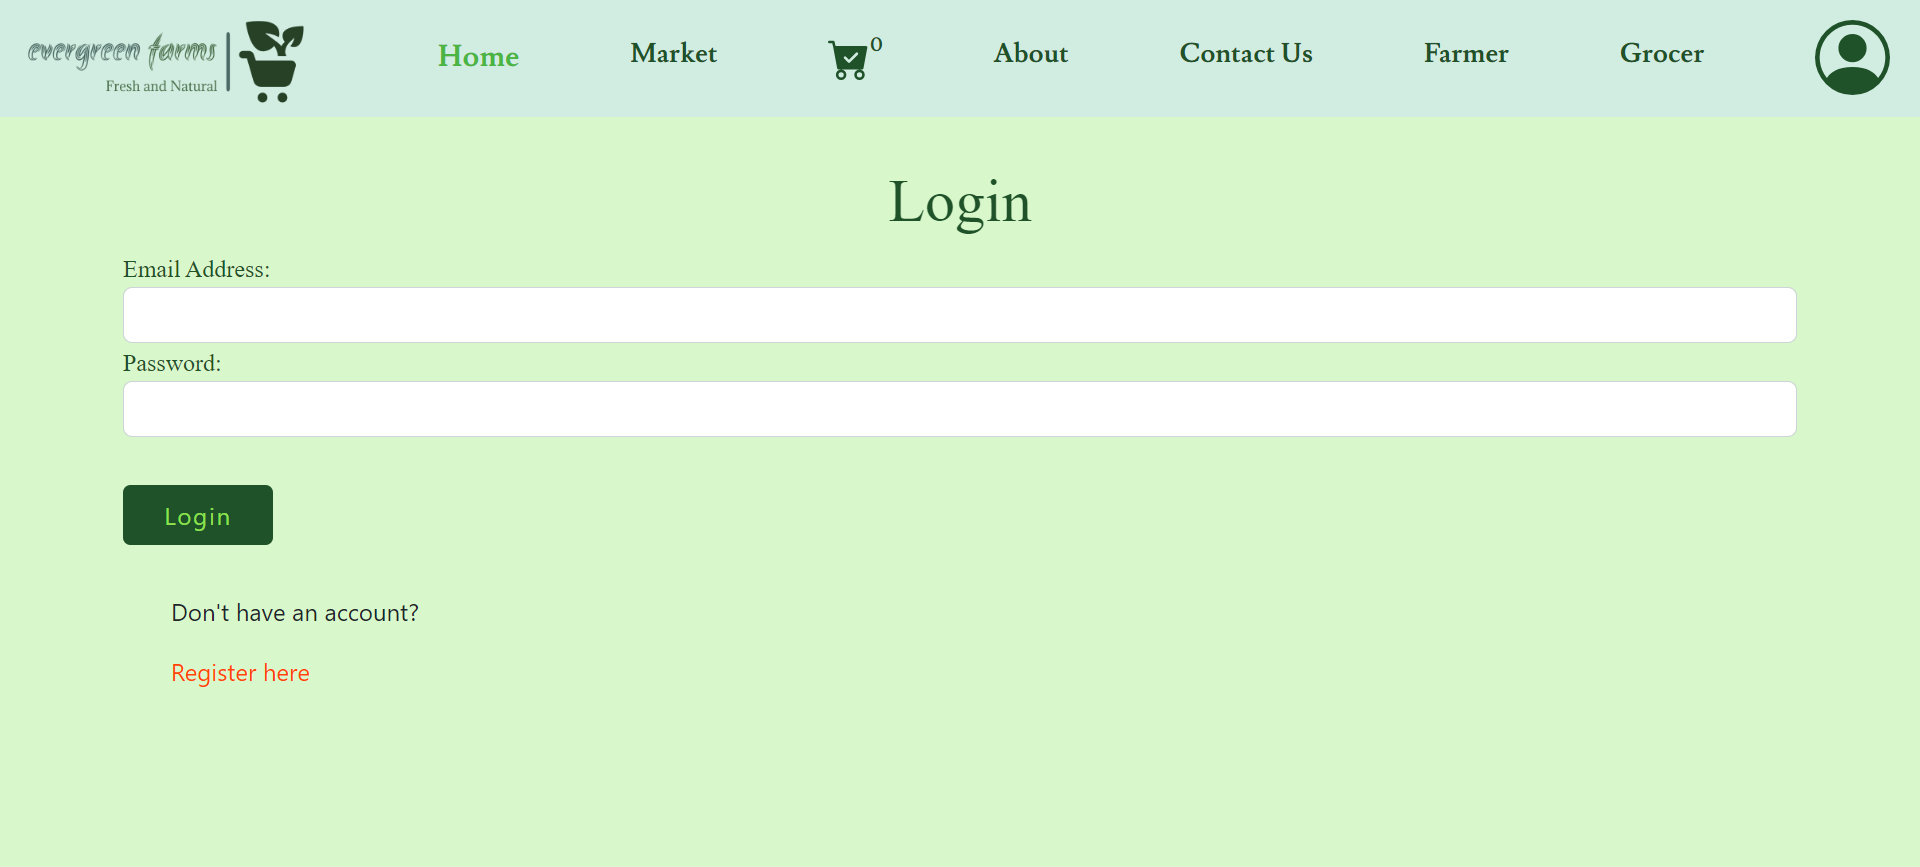 evergreen farms
Fresh and Natural
Home
Market
0
About
Contact Us
Farmer
Grocer
Login
Email Address:
Password:
Login
Don't have an account?
Register here